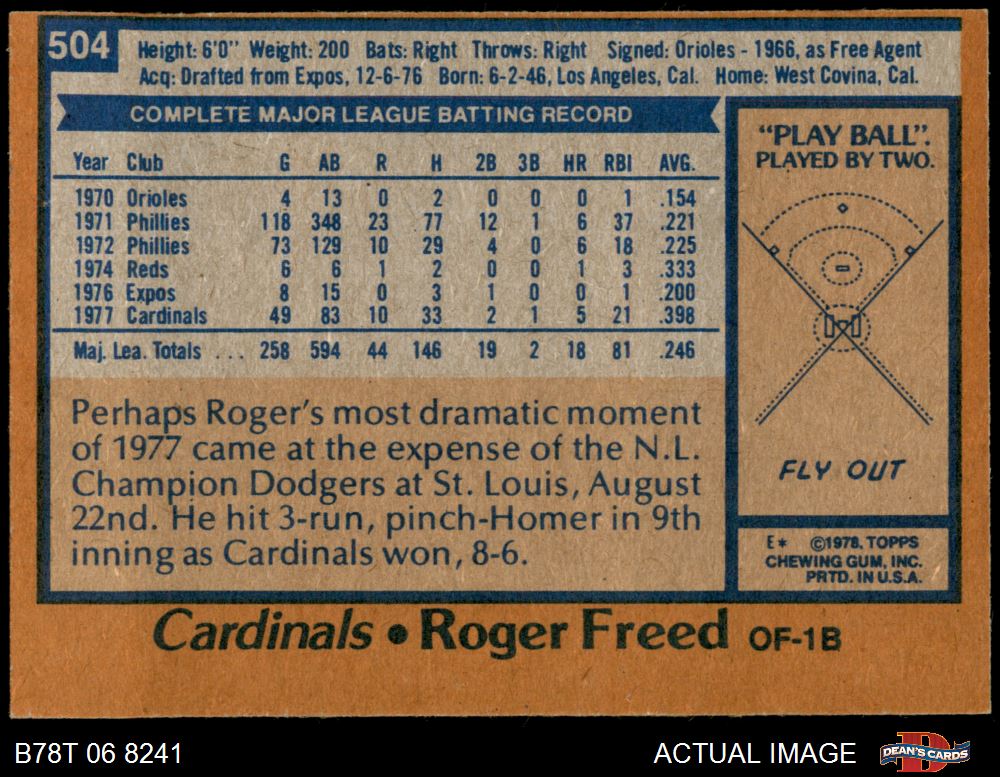 504
Height: 6'0" Weight: 200 Bats: Right Throws: Right Signed: Orioles - 1966, as Free Agent
Acq: Drafted from Expos, 12-6-76 Born: 6-2-46, Los Angeles, Cal. Home: West Covina, Cal.
COMPLETE MAJOR LEAGUE BATTING RECORD
Year Club G AB R H 2B 3B HR RBI AVG.
1970 Orioles 4 13 0 2 0 0 0 1 .154
1971 Phillies 118 348 23 77 12 1 6 37 .221
1972 Phillies 73 129 10 29 4 0 6 18 .225
1974 Reds 6 6 1 2 0 0 1 3 .333
1976 Expos 8 15 0 3 1 0 0 1 .200
1977 Cardinals 49 83 10 33 2 1 5 21 .398
Maj. Lea. Totals ... 258 594 44 146 19 2 18 81 .246
Perhaps Roger's most dramatic moment
of 1977 came at the expense of the N.L.
Champion Dodgers at St. Louis, August
22nd. He hit 3-run, pinch-Homer in 9th
inning as Cardinals won, 8-6.
"PLAY BALL".
PLAYED BY TWO.
FLY OUT
E* ©1978, TOPPS
CHEWING GUM, INC.
PRTD. IN U.S.A.
Cardinals • Roger Freed OF-1B
B78T 06 8241
ACTUAL IMAGE
DEAN'S CARDS